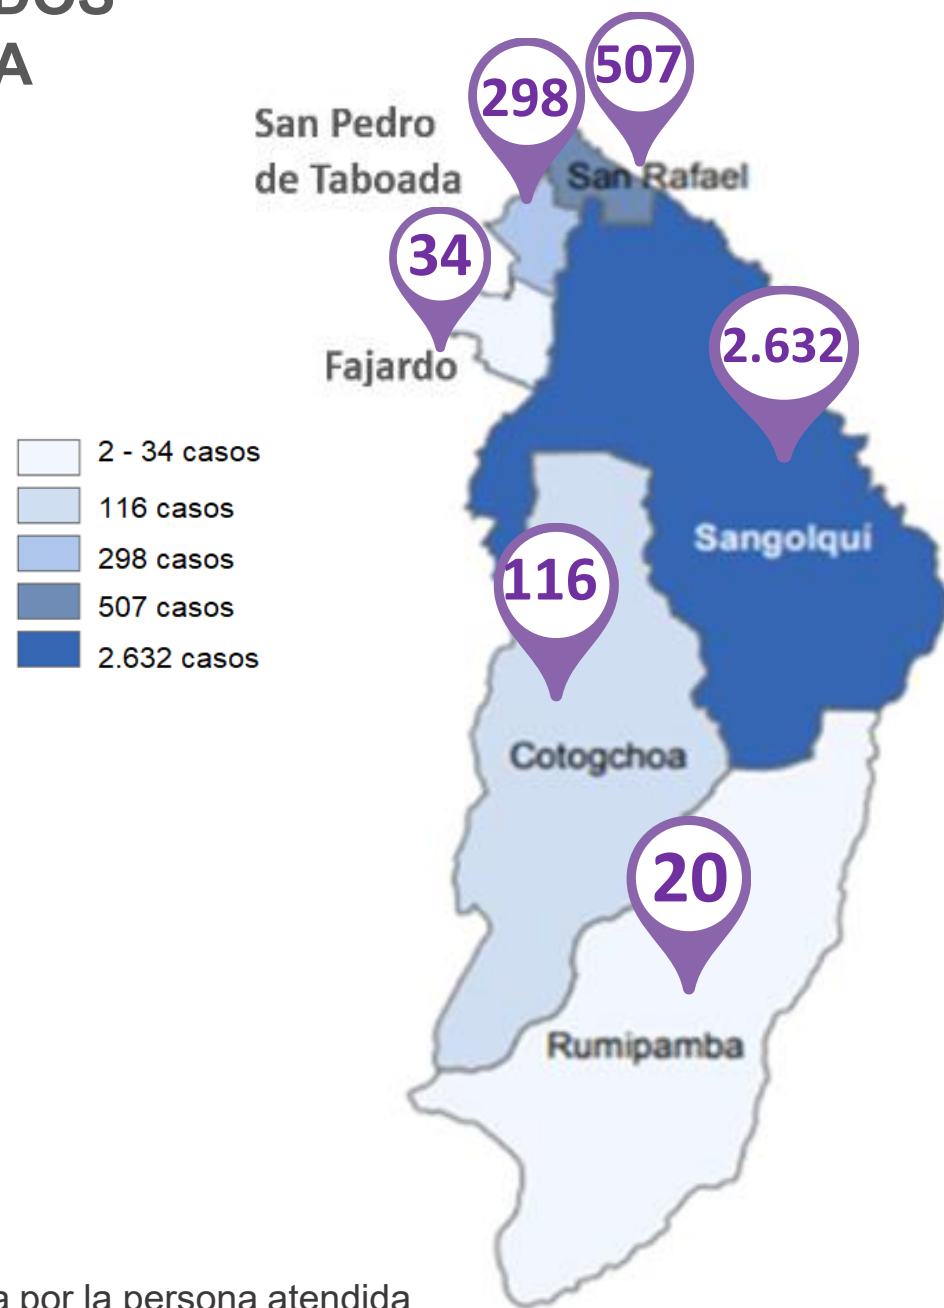 DOS
A
507
298
San Pedro
de Taboada
San Rafael
34
2.632
Fajardo
2 - 34 casos
116 casos
298 casos
507 casos
2.632 casos
Sangolquí
116
Cotogchoa
20
Rumipamba
a por la persona atendida